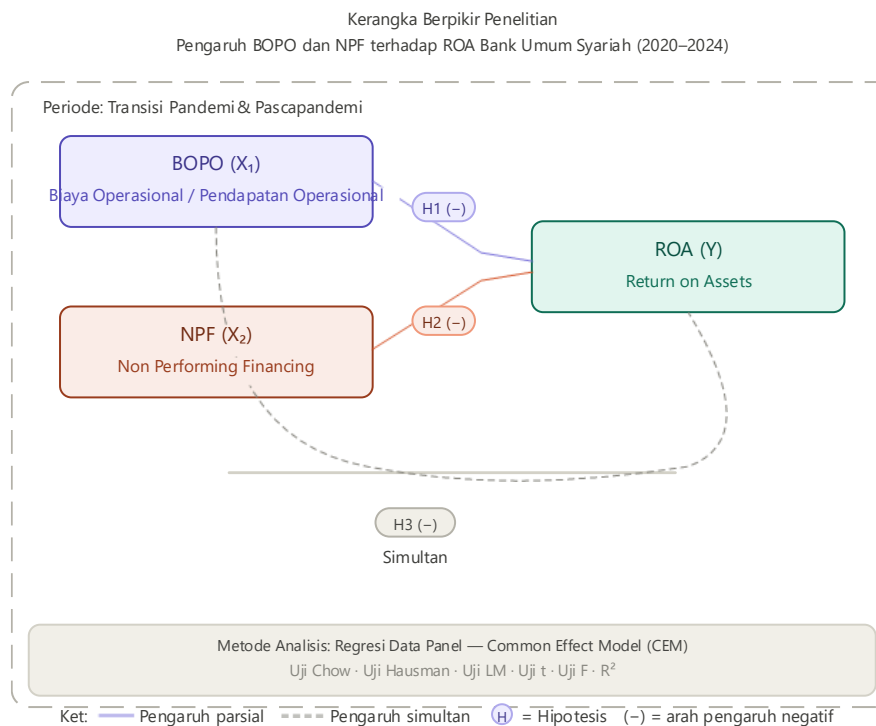 Kerangka Berpikir Penelitian
Pengaruh BOPO dan NPF terhadap ROA Bank Umum Syariah (2020–2024)
Periode: Transisi Pandemi & Pascapandemi
BOPO (X₁)
Biaya Operasional / Pendapatan Operasional
H1 (−)
ROA (Y)
Return on Assets
NPF (X₂)
Non Performing Financing
H2 (−)
H3 (−)
Simultan
Metode Analisis: Regresi Data Panel — Common Effect Model (CEM)
Uji Chow · Uji Hausman · Uji LM · Uji t · Uji F · R²
Ket: Pengaruh parsial Pengaruh simultan H = Hipotesis (−) = arah pengaruh negatif